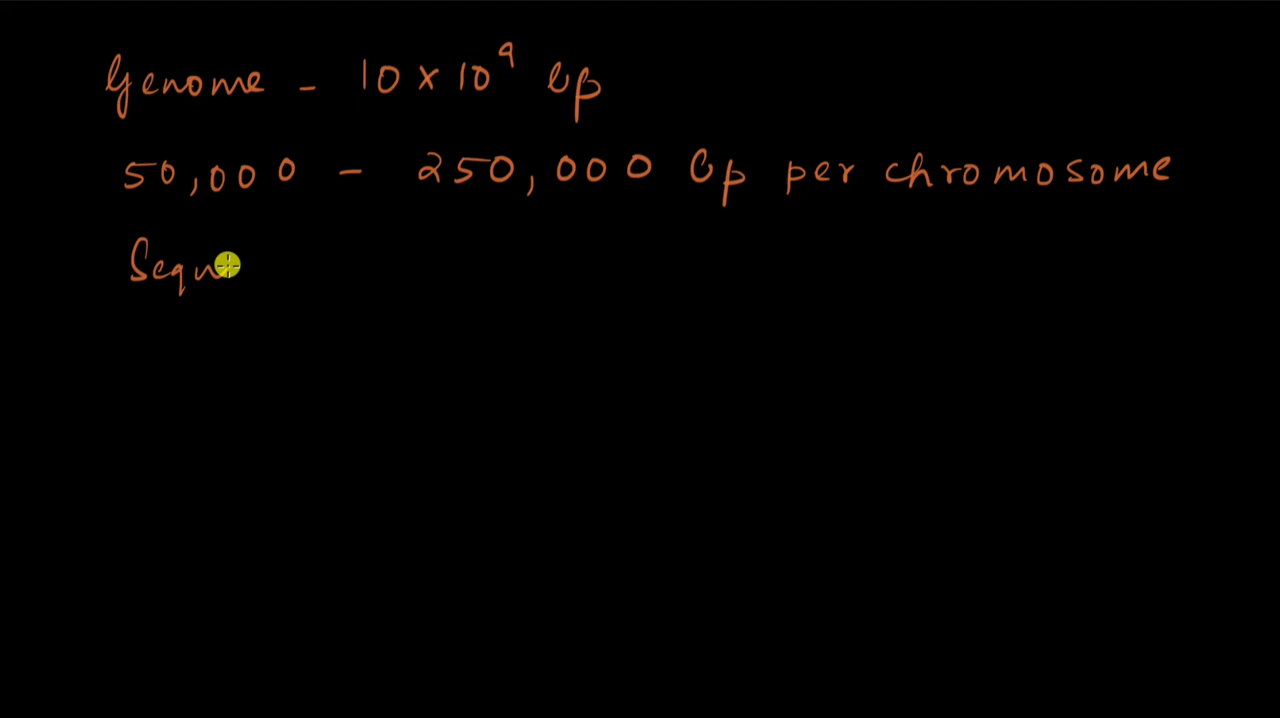 Genome - 10 × 10⁹ bp
50,000 - 250,000 bp per chromosome
Sequ